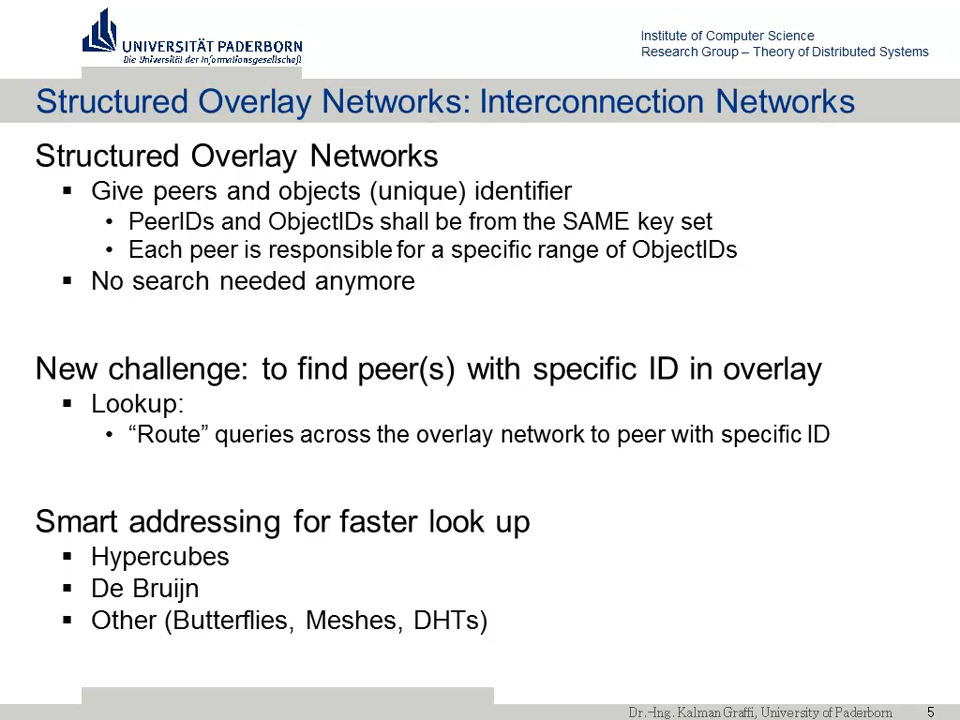 UNIVERSITÄT PADERBORN
Die Universität der Informationsgesellschaft
Institute of Computer Science
Research Group – Theory of Distributed Systems
Structured Overlay Networks: Interconnection Networks
Structured Overlay Networks
▪ Give peers and objects (unique) identifier
• PeerIDs and ObjectIDs shall be from the SAME key set
• Each peer is responsible for a specific range of ObjectIDs
▪ No search needed anymore
New challenge: to find peer(s) with specific ID in overlay
▪ Lookup:
• “Route” queries across the overlay network to peer with specific ID
Smart addressing for faster look up
▪ Hypercubes
▪ De Bruijn
▪ Other (Butterflies, Meshes, DHTs)
Dr.-Ing. Kalman Graffi, University of Paderborn 5